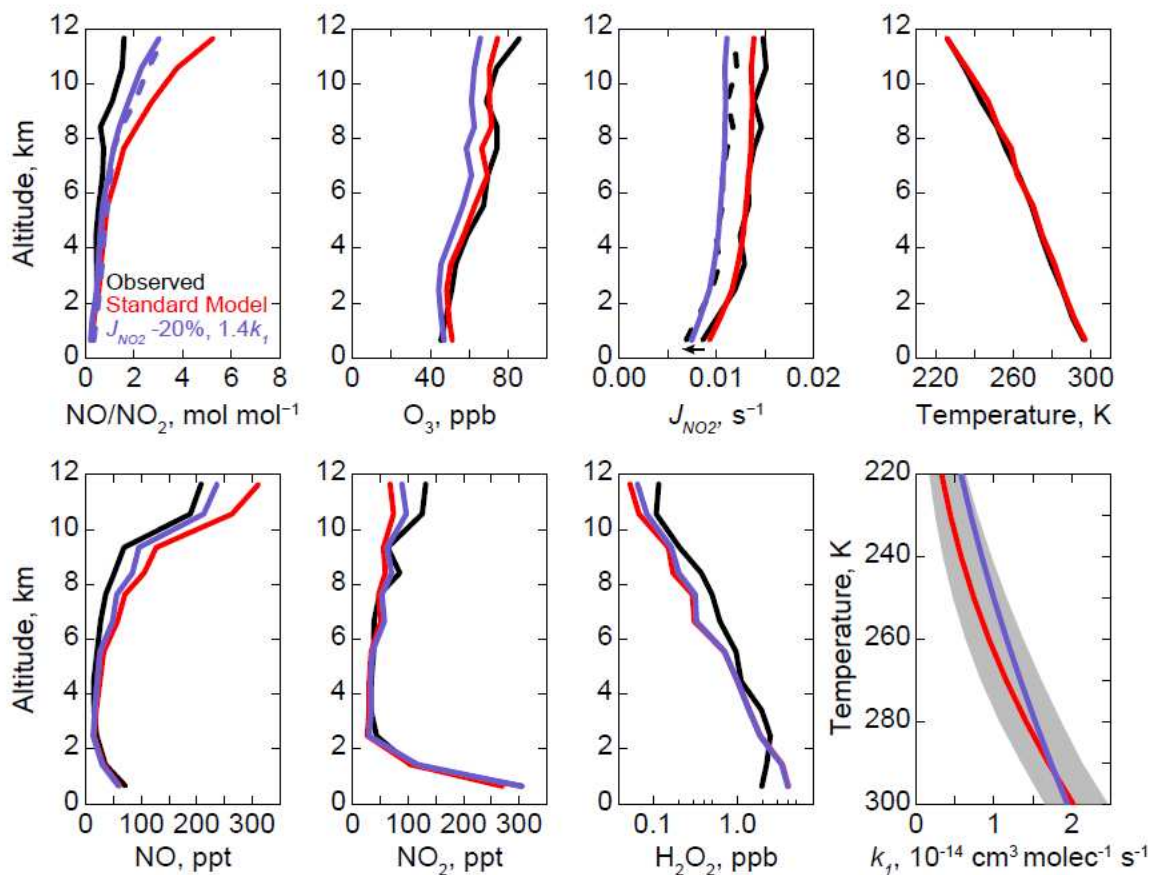 12
10
8
6
4
2
0
Altitude, km
Observed
Standard Model
J_NO2 -20%, 1.4k_1
0 2 4 6 8
NO/NO₂, mol mol⁻¹
12
10
8
6
4
2
0
0 40 80
O₃, ppb
12
10
8
6
4
2
0
0.00 0.01 0.02
J_NO2, s⁻¹
12
10
8
6
4
2
0
220 260 300
Temperature, K
12
10
8
6
4
2
0
Altitude, km
0 100 200 300
NO, ppt
12
10
8
6
4
2
0
0 100 200 300
NO₂, ppt
12
10
8
6
4
2
0
0.1 1.0
H₂O₂, ppb
220
240
260
280
300
Temperature, K
0 1 2
k₁, 10⁻¹⁴ cm³ molec⁻¹ s⁻¹